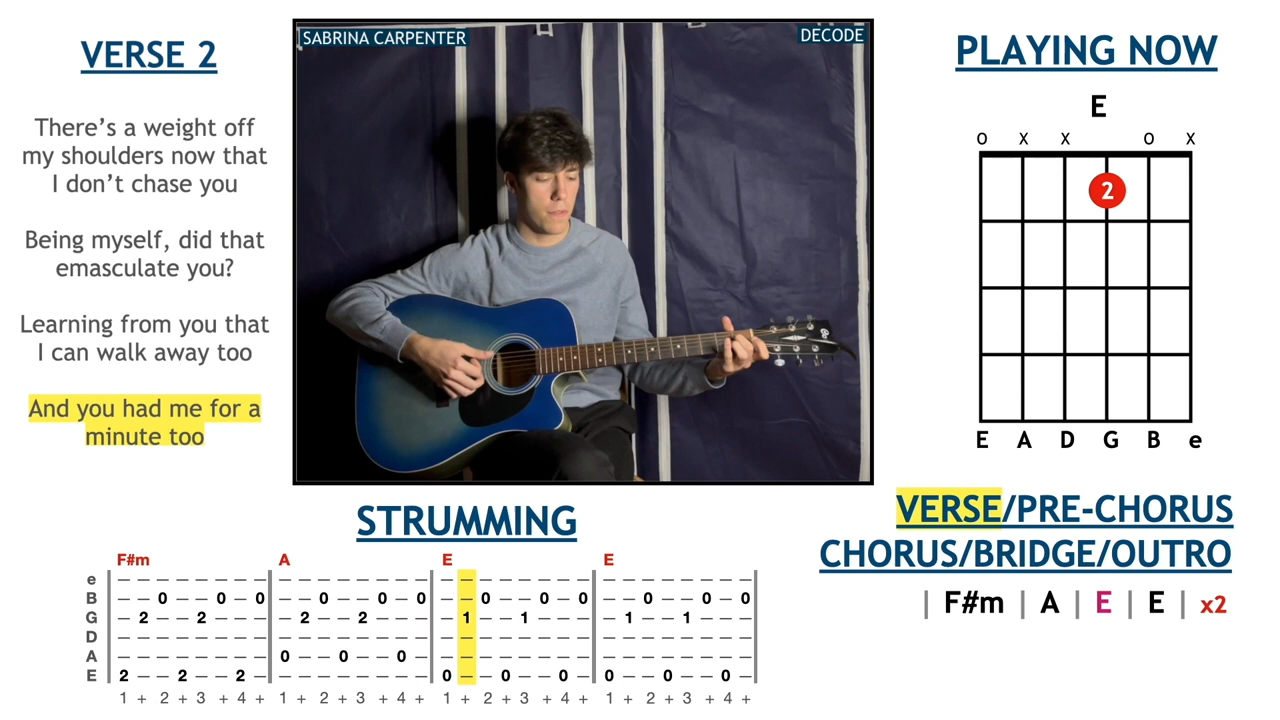 VERSE 2
There's a weight off
my shoulders now that
I don't chase you
Being myself, did that
emasculate you?
Learning from you that
I can walk away too
And you had me for a
minute too
SABRINA CARPENTER
DECODE
PLAYING NOW
E
o x x o x
2
E A D G B e
STRUMMING
F#m A E E
e — — — — — — — — — — — — — — — — — — — — — — — — — — — — — — — —
B — — 0 — — 0 — 0 — — 0 — — 0 — 0 — — 0 — — 0 — 0 — — 0 — — 0 — 0
G — 2 — — 2 — — — — 2 — — 2 — — — — 1 — — 1 — — — — 1 — — 1 — — —
D — — — — — — — — — — — — — — — — — — — — — — — — — — — — — — — —
A — — — — — — — — 0 — — 0 — — 0 — — — — — — — — — — — — — — — — —
E 2 — — 2 — — 2 — — — — — — — — — 0 — — 0 — — 0 — 0 — — 0 — — 0 —
1 + 2 + 3 + 4 + 1 + 2 + 3 + 4 + 1 + 2 + 3 + 4 + 1 + 2 + 3 + 4 +
VERSE/PRE-CHORUS
CHORUS/BRIDGE/OUTRO
| F#m | A | E | E | x2